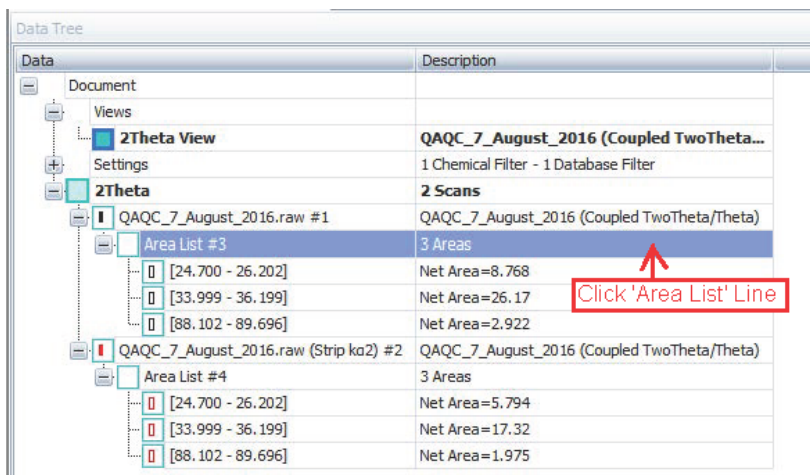 Data Tree
Data Description
Document
Views
2Theta View QAQC_7_August_2016 (Coupled TwoTheta...
Settings 1 Chemical Filter - 1 Database Filter
2Theta 2 Scans
QAQC_7_August_2016.raw #1 QAQC_7_August_2016 (Coupled TwoTheta/Theta)
Area List #3 3 Areas
[24.700 - 26.202] Net Area=8.768
[33.999 - 36.199] Net Area=26.17
Click 'Area List' Line
[88.102 - 89.696] Net Area=2.922
QAQC_7_August_2016.raw (Strip kα2) #2 QAQC_7_August_2016 (Coupled TwoTheta/Theta)
Area List #4 3 Areas
[24.700 - 26.202] Net Area=5.794
[33.999 - 36.199] Net Area=17.32
[88.102 - 89.696] Net Area=1.975